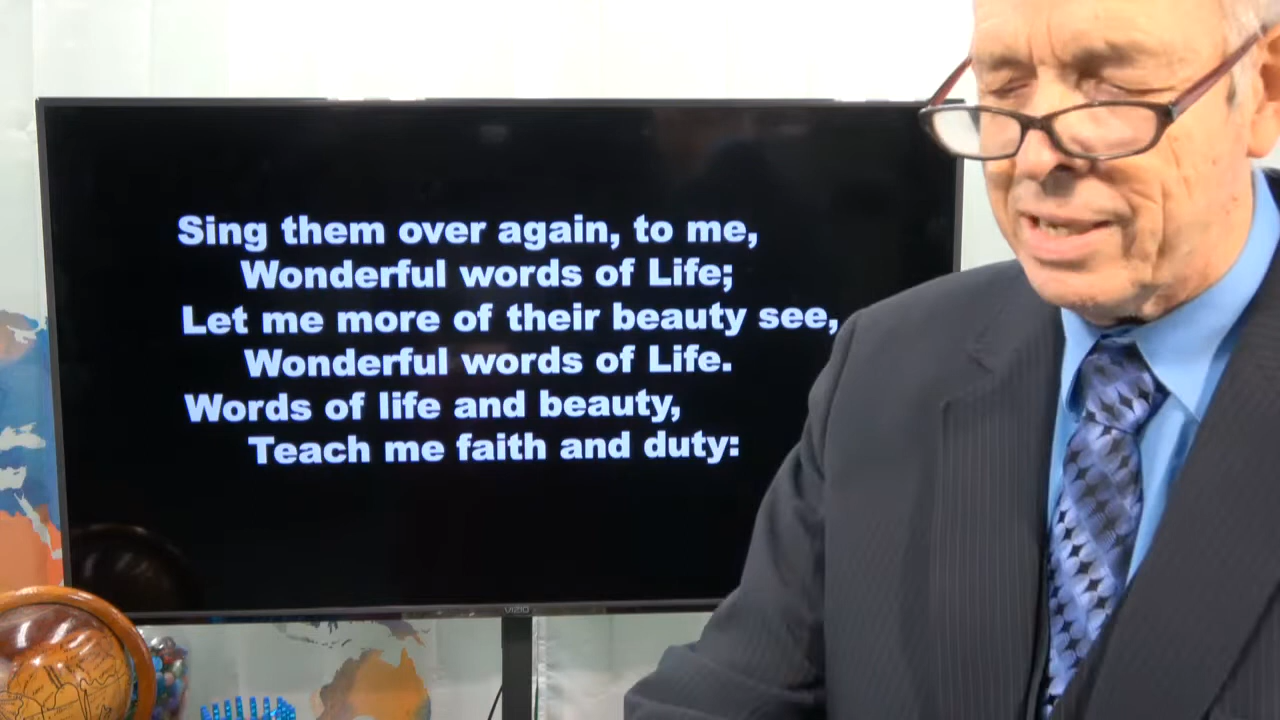 Sing them over again, to me,
Wonderful words of Life;
Let me more of their beauty see,
Wonderful words of Life.
Words of life and beauty,
Teach me faith and duty:
VIZIO